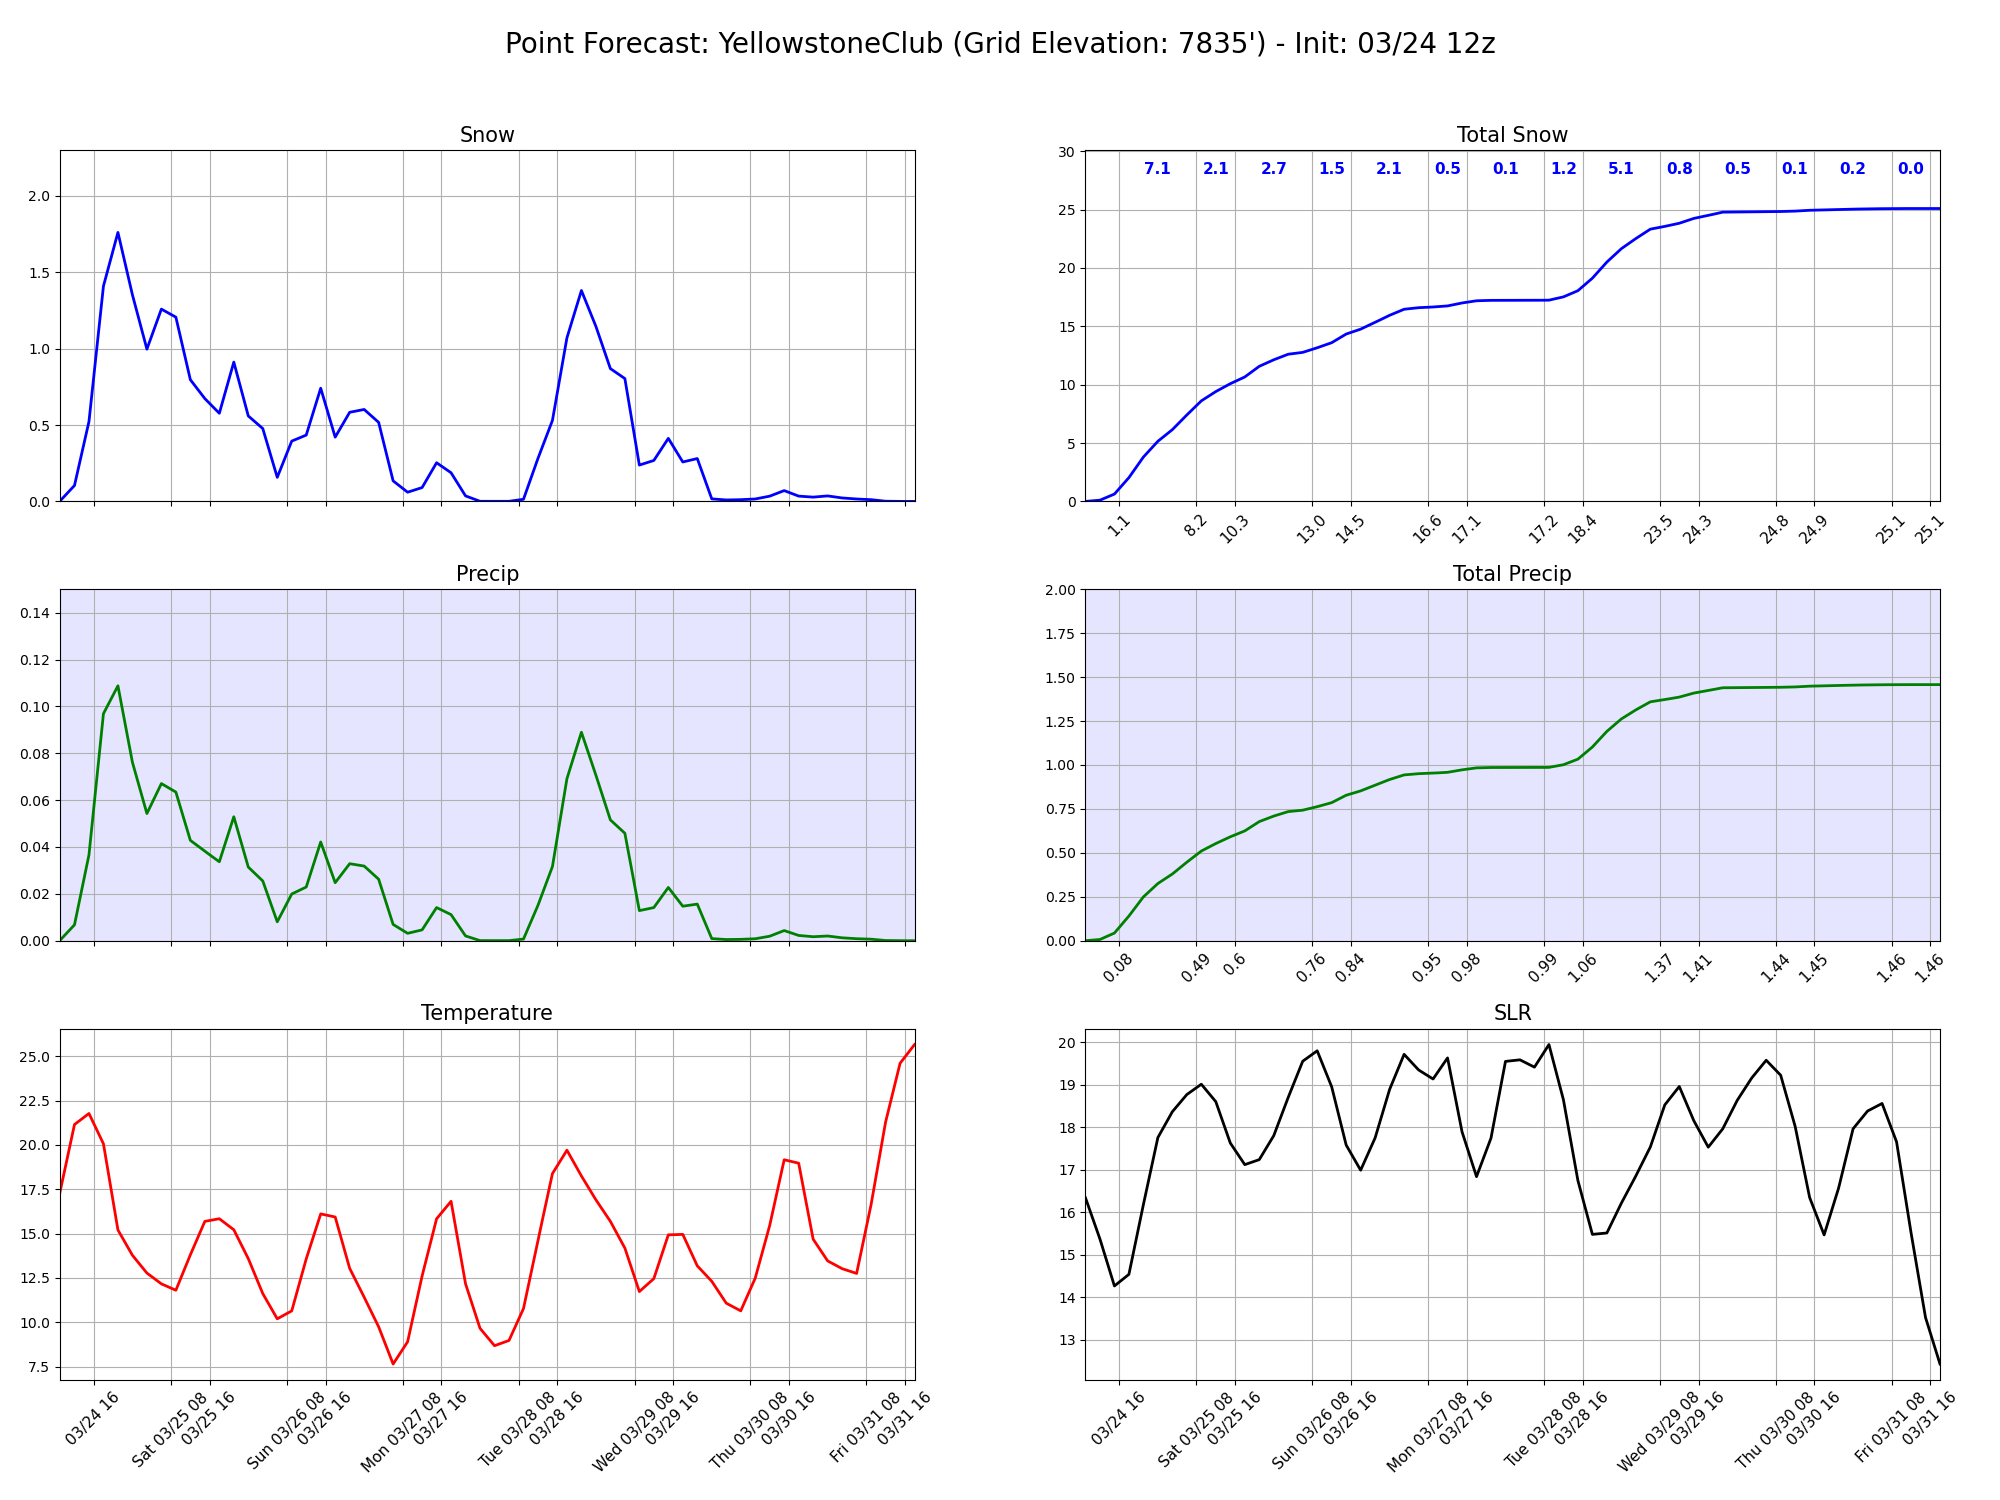 Point Forecast: YellowstoneClub (Grid Elevation: 7835') - Init: 03/24 12z
Snow
2.0
1.5
1.0
0.5
0.0
Total Snow
30
25
20
15
10
5
0
7.1 2.1 2.7 1.5 2.1 0.5 0.1 1.2 5.1 0.8 0.5 0.1 0.2 0.0
1.1 8.2 10.3 13.0 14.5 16.6 17.1 17.2 18.4 23.5 24.3 24.8 24.9 25.1 25.1
Precip
0.14
0.12
0.10
0.08
0.06
0.04
0.02
0.00
Total Precip
2.00
1.75
1.50
1.25
1.00
0.75
0.50
0.25
0.00
0.08 0.49 0.6 0.76 0.84 0.95 0.98 0.99 1.06 1.37 1.41 1.44 1.45 1.46 1.46
Temperature
25.0
22.5
20.0
17.5
15.0
12.5
10.0
7.5
03/24 16
Sat 03/25 08
03/25 16
Sun 03/26 08
03/26 16
Mon 03/27 08
03/27 16
Tue 03/28 08
03/28 16
Wed 03/29 08
03/29 16
Thu 03/30 08
03/30 16
Fri 03/31 08
03/31 16
SLR
20
19
18
17
16
15
14
13
03/24 16
Sat 03/25 08
03/25 16
Sun 03/26 08
03/26 16
Mon 03/27 08
03/27 16
Tue 03/28 08
03/28 16
Wed 03/29 08
03/29 16
Thu 03/30 08
03/30 16
Fri 03/31 08
03/31 16